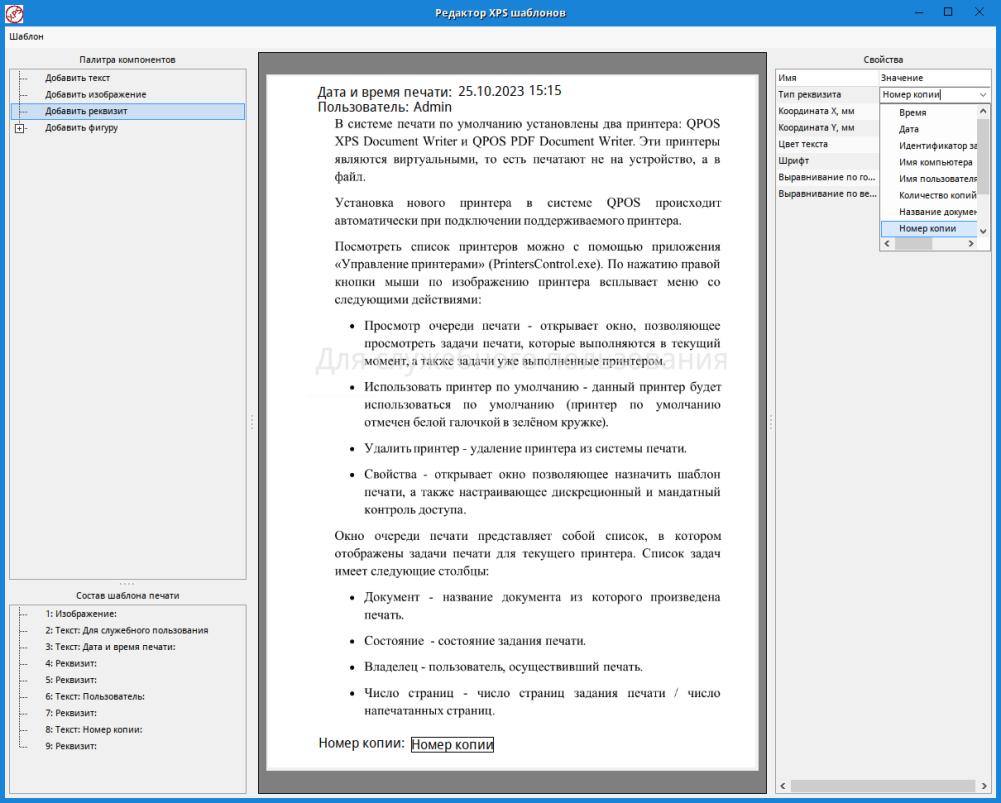 XPS
Редактор XPS шаблонов
Шаблон
Палитра компонентов
Добавить текст
Добавить изображение
Добавить реквизит
Добавить фигуру
Состав шаблона печати
1: Изображение:
2: Текст: Для служебного пользования
3: Текст: Дата и время печати:
4: Реквизит:
5: Реквизит:
6: Текст: Пользователь:
7: Реквизит:
8: Текст: Номер копии:
9: Реквизит:
Дата и время печати: 25.10.2023 15:15
Пользователь: Admin
В системе печати по умолчанию установлены два принтера: QPOS
XPS Document Writer и QPOS PDF Document Writer. Эти принтеры
являются виртуальными, то есть печатают не на устройство, а в
файл.
Установка нового принтера в системе QPOS происходит
автоматически при подключении поддерживаемого принтера.
Посмотреть список принтеров можно с помощью приложения
«Управление принтерами» (PrintersControl.exe). По нажатию правой
кнопки мыши по изображению принтера всплывает меню со
следующими действиями:
• Просмотр очереди печати - открывает окно, позволяющее
просмотреть задачи печати, которые выполняются в текущий
момент, а также задачи уже выполненные принтером.
Для служебного пользования
• Использовать принтер по умолчанию - данный принтер будет
использоваться по умолчанию (принтер по умолчанию
отмечен белой галочкой в зелёном кружке).
• Удалить принтер - удаление принтера из системы печати.
• Свойства - открывает окно позволяющее назначить шаблон
печати, а также настраивающее дискреционный и мандатный
контроль доступа.
Окно очереди печати представляет собой список, в котором
отображены задачи печати для текущего принтера. Список задач
имеет следующие столбцы:
• Документ - название документа из которого произведена
печать.
• Состояние - состояние задания печати.
• Владелец - пользователь, осуществивший печать.
• Число страниц - число страниц задания печати / число
напечатанных страниц.
Номер копии: Номер копии
Свойства
Имя Значение
Тип реквизита Номер копии
Координата X, мм
Координата Y, мм
Цвет текста
Шрифт
Выравнивание по го...
Выравнивание по ве...
Время
Дата
Идентификатор за
Имя компьютера
Имя пользователя
Количество копий
Название докумен
Номер копии